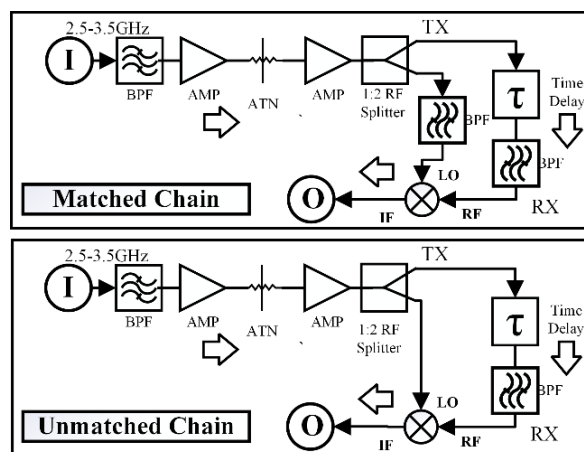 2.5-3.5GHz
TX
I
BPF
AMP
ATN
AMP
1:2 RF
Splitter
BPF
τ
Time
Delay
BPF
LO
O
IF
RF
RX
Matched Chain
2.5-3.5GHz
TX
I
BPF
AMP
ATN
AMP
1:2 RF
Splitter
τ
Time
Delay
BPF
LO
O
IF
RF
RX
Unmatched Chain